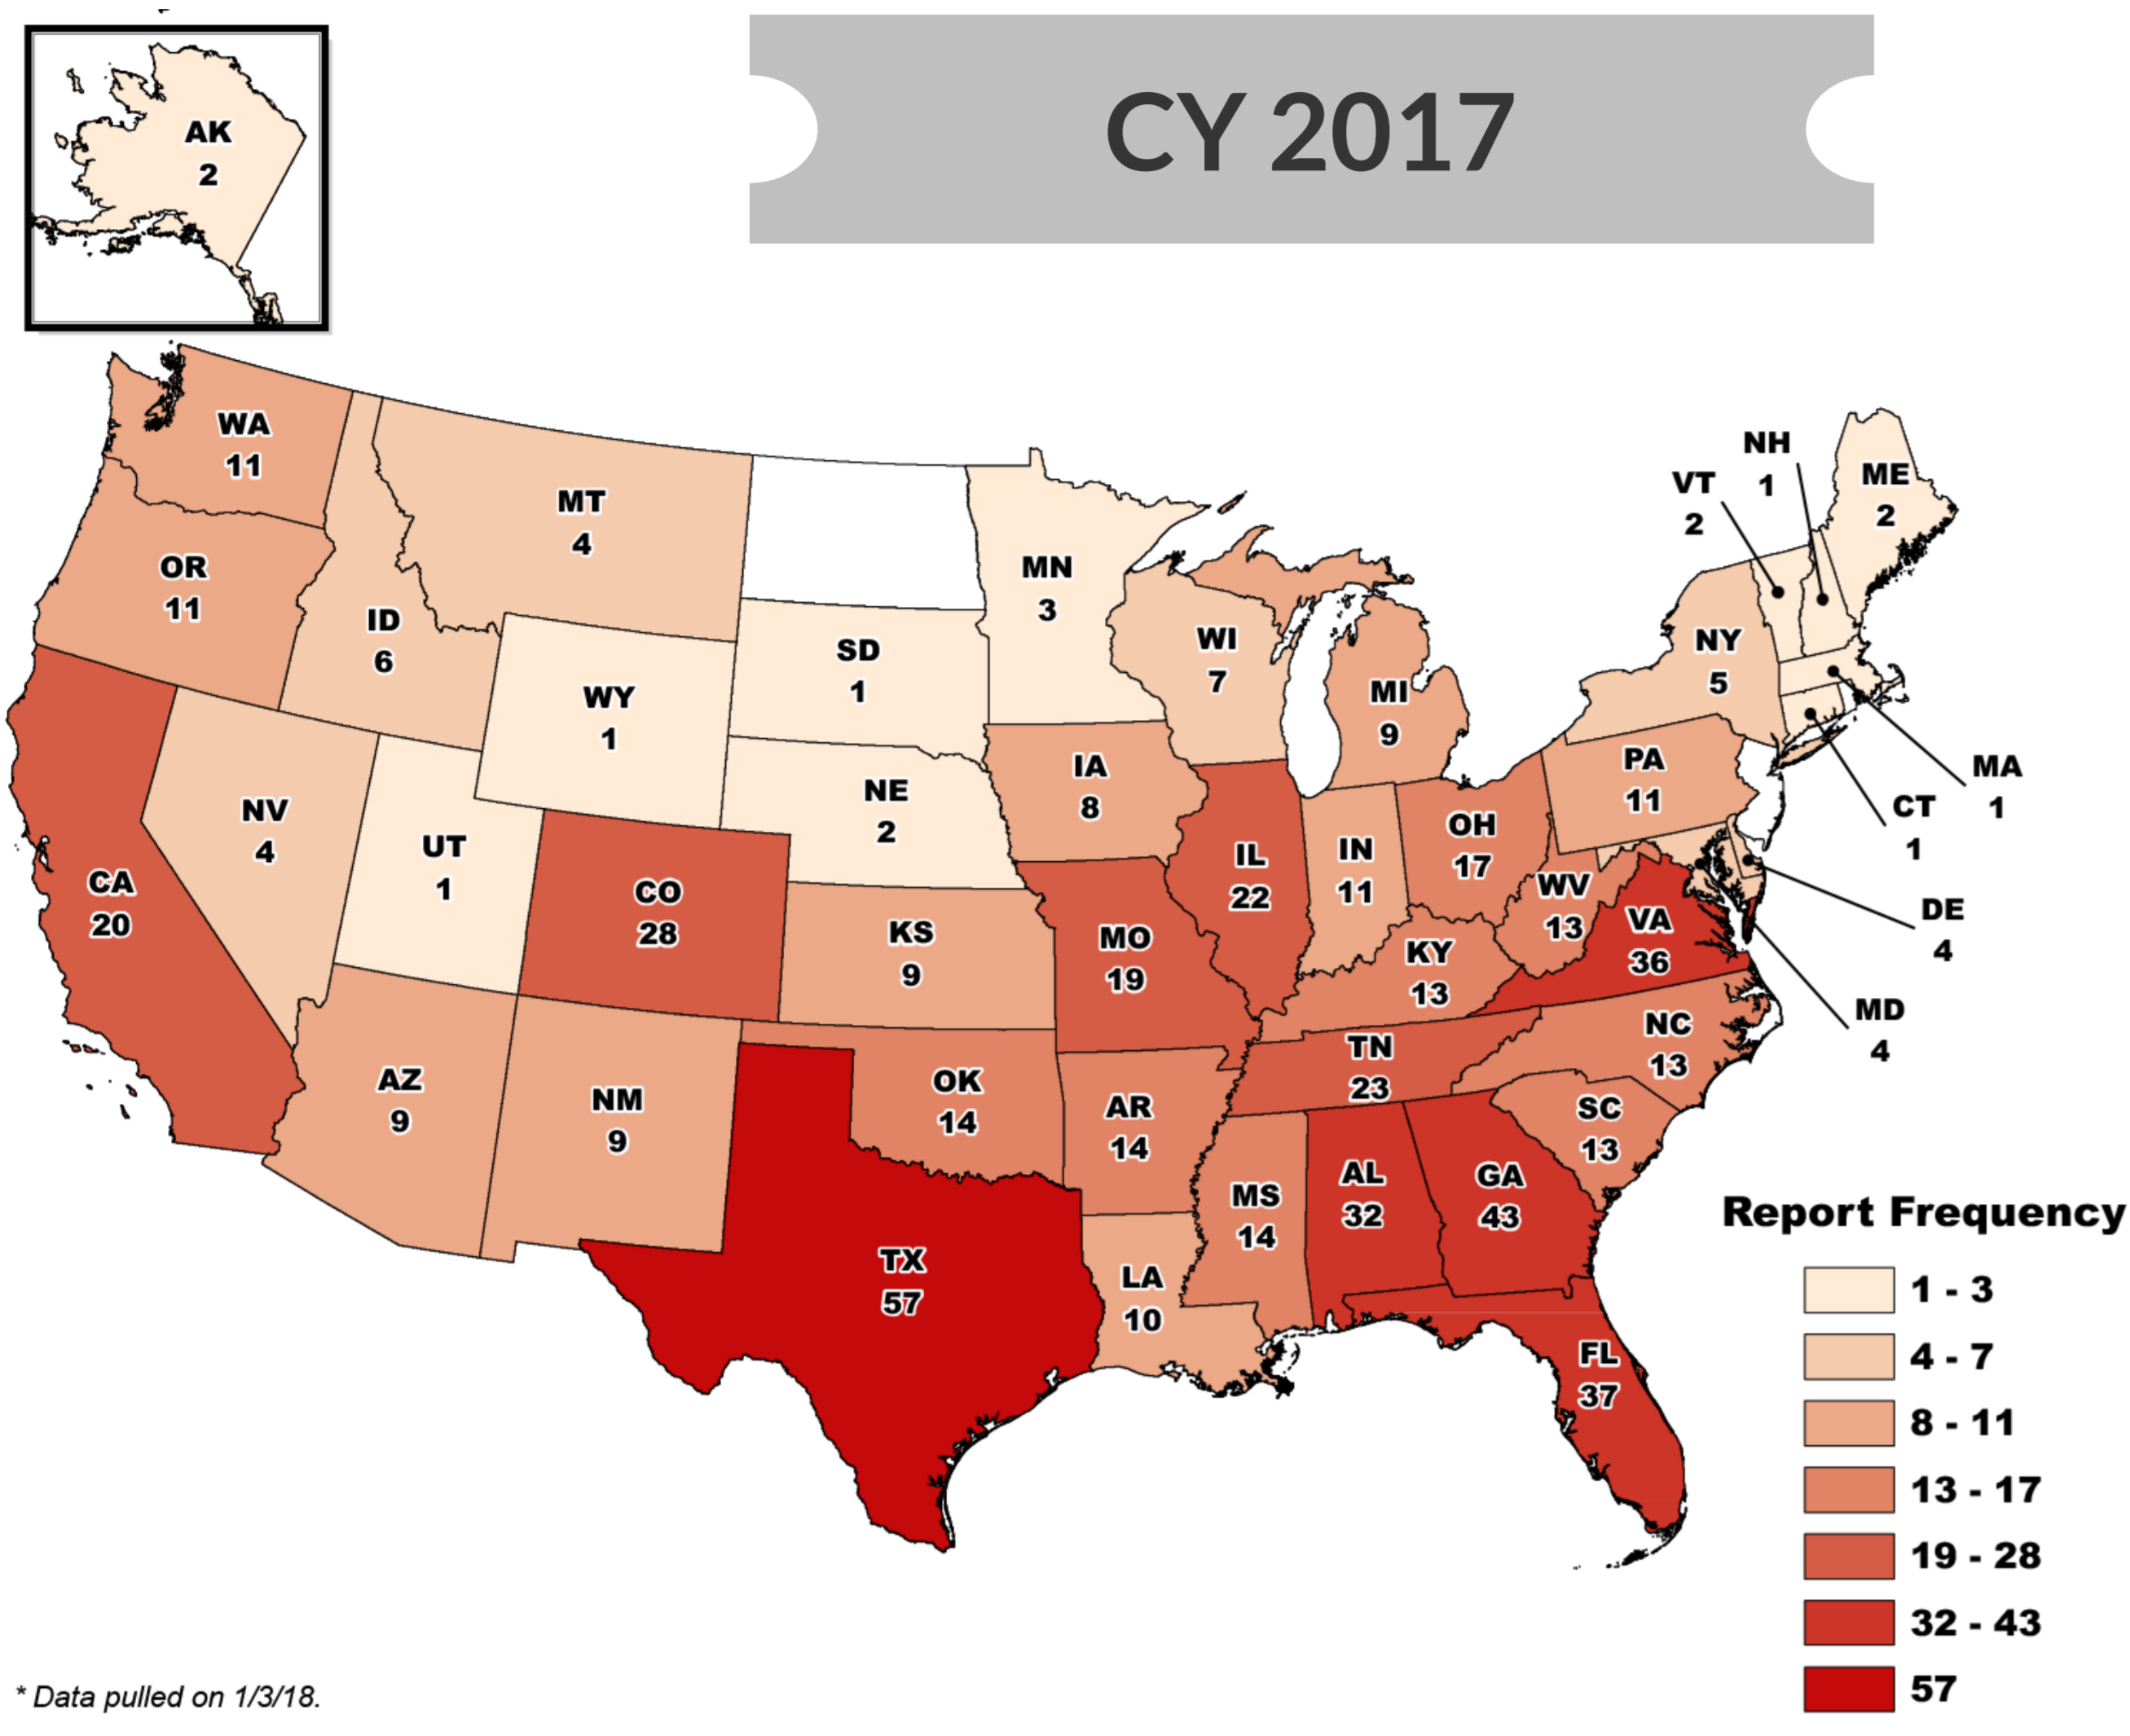 CY 2017
AK
2
WA
11
OR
11
CA
20
ID
6
NV
4
MT
4
WY
1
UT
1
CO
28
AZ
9
NM
9
SD
1
NE
2
KS
9
OK
14
TX
57
MN
3
IA
8
MO
19
AR
14
LA
10
WI
7
IL
22
MI
9
IN
11
OH
17
KY
13
TN
23
MS
14
AL
32
GA
43
FL
37
SC
13
NC
13
VA
36
WV
13
PA
11
NY
5
VT
2
NH
1
ME
2
MA
1
CT
1
DE
4
MD
4
Report Frequency
1 - 3
4 - 7
8 - 11
13 - 17
19 - 28
32 - 43
57
* Data pulled on 1/3/18.